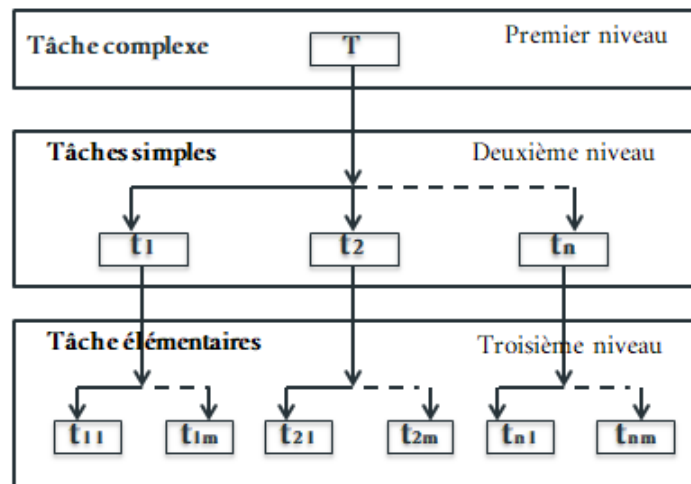 Tâche complexe T Premier niveau
Tâches simples Deuxième niveau
t1 t2 tn
Tâche élémentaires Troisième niveau
t11 t1m t21 t2m tn1 tnm